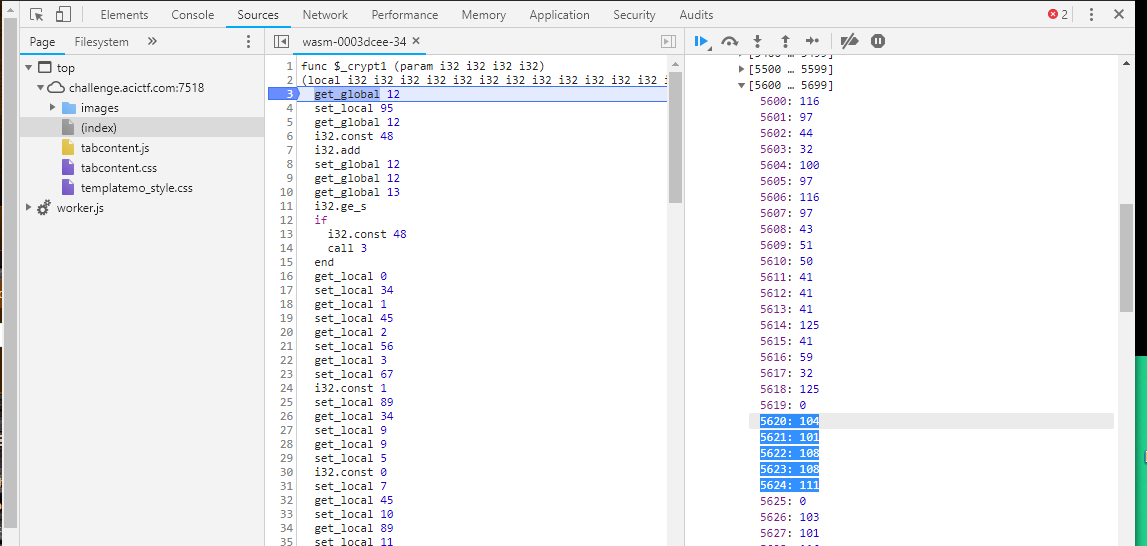 Elements Console Sources Network Performance Memory Application Security Audits 2
Page Filesystem »
wasm-0003dcee-34 ×
top
challenge.acictf.com:7518
images
(index)
tabcontent.js
tabcontent.css
templatemo_style.css
worker.js
1 func $_crypt1 (param i32 i32 i32 i32)
2 (local i32 i32 i32 i32 i32 i32 i32 i32 i32 i32 i32 i32
3 get_global 12
4 set_local 95
5 get_global 12
6 i32.const 48
7 i32.add
8 set_global 12
9 get_global 12
10 get_global 13
11 i32.ge_s
12 if
13 i32.const 48
14 call 3
15 end
16 get_local 0
17 set_local 34
18 get_local 1
19 set_local 45
20 get_local 2
21 set_local 56
22 get_local 3
23 set_local 67
24 i32.const 1
25 set_local 89
26 get_local 34
27 set_local 9
28 get_local 9
29 set_local 5
30 i32.const 0
31 set_local 7
32 get_local 45
33 set_local 10
34 get_local 89
35 set_local 11
[5500 … 5599]
[5600 … 5699]
5600: 116
5601: 97
5602: 44
5603: 32
5604: 100
5605: 97
5606: 116
5607: 97
5608: 43
5609: 51
5610: 50
5611: 41
5612: 41
5613: 41
5614: 125
5615: 41
5616: 59
5617: 32
5618: 125
5619: 0
5620: 104
5621: 101
5622: 108
5623: 108
5624: 111
5625: 0
5626: 103
5627: 101